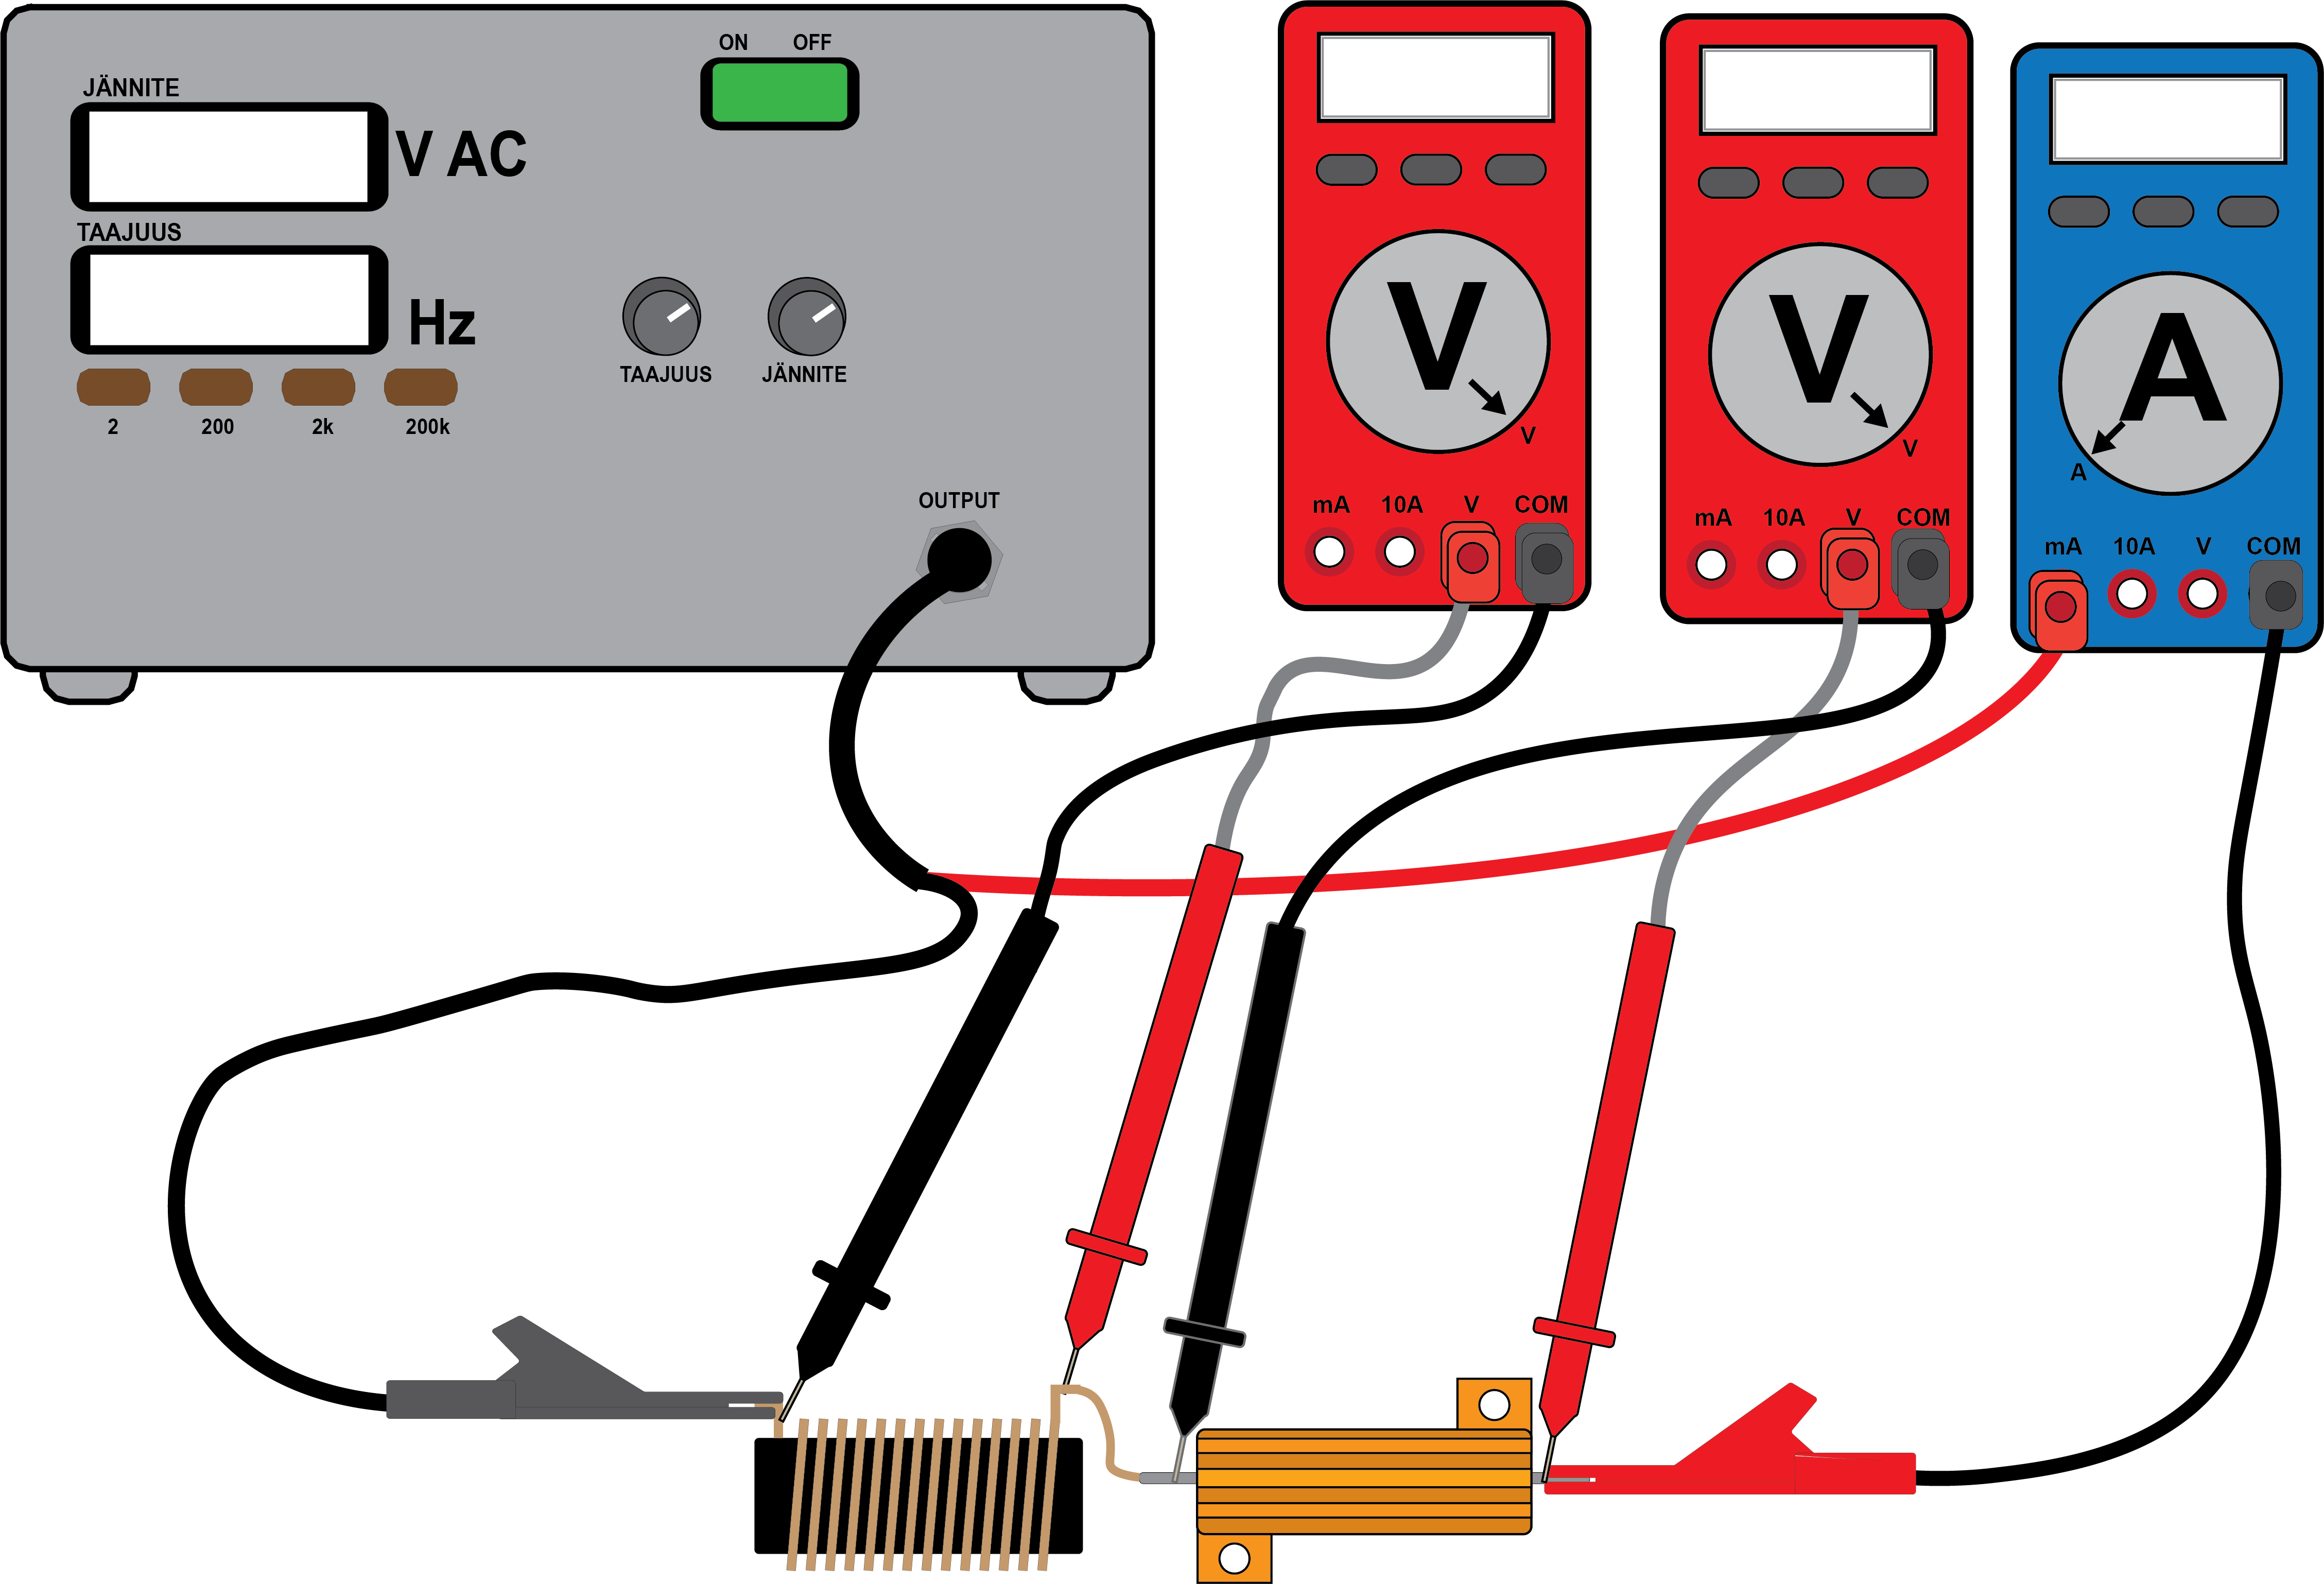 ON OFF
JÄNNITE
V AC
TAAJUUS
Hz
2 200 2k 200k
TAAJUUS JÄNNITE
OUTPUT
V
V
mA 10A V COM
V
V
mA 10A V COM
A
A
mA 10A V COM